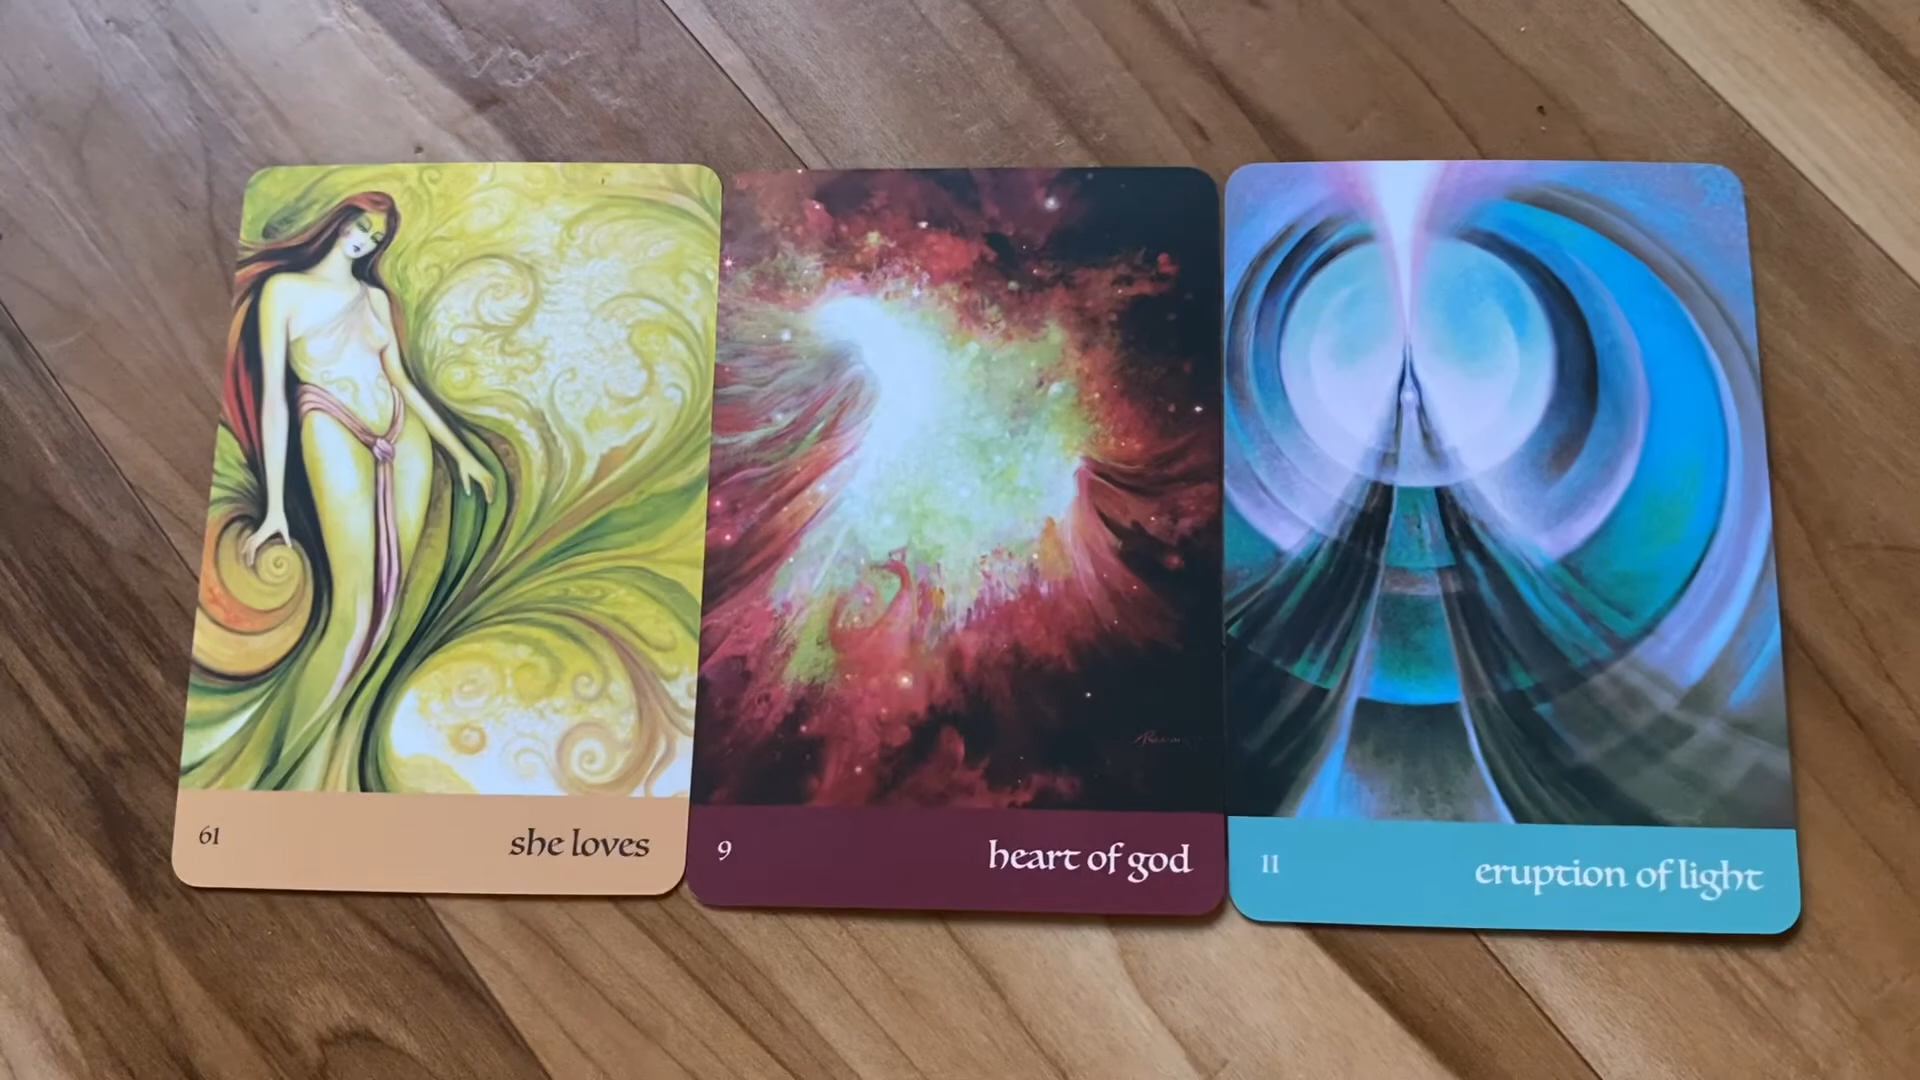 61 she loves
9 heart of god
11 eruption of light